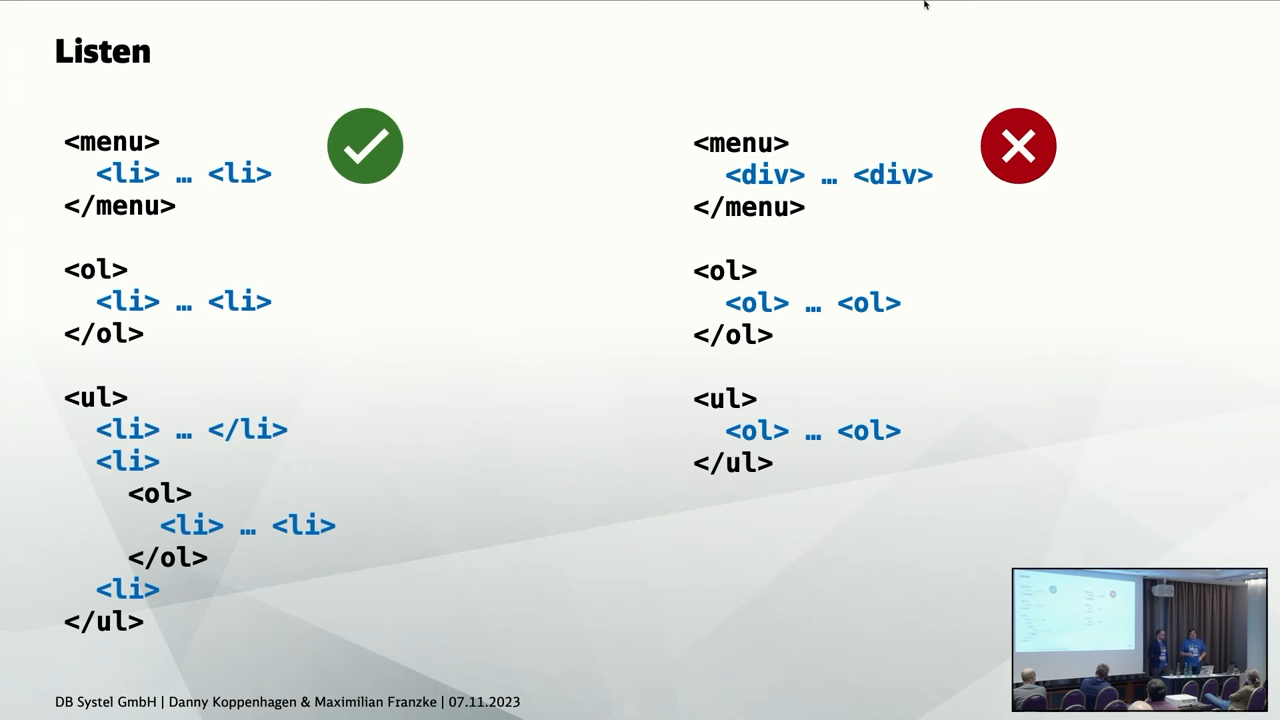 Listen
<menu>
<li> … <li>
</menu>
<ol>
<li> … <li>
</ol>
<ul>
<li> … </li>
<li>
<ol>
<li> … <li>
</ol>
<li>
</ul>
<menu>
<div> … <div>
</menu>
<ol>
<ol> … <ol>
</ol>
<ul>
<ol> … <ol>
</ul>
DB Systel GmbH | Danny Koppenhagen & Maximilian Franzke | 07.11.2023